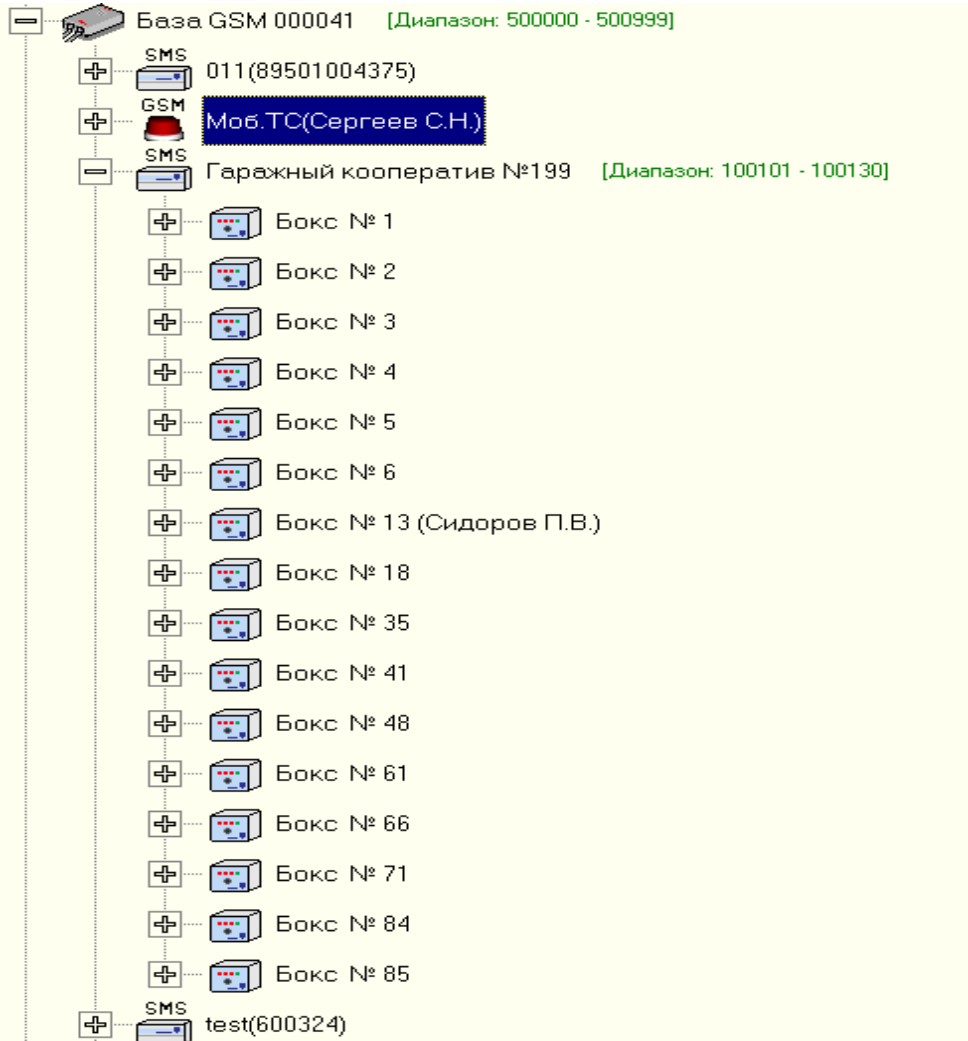 База GSM 000041 [Диапазон: 500000 - 500999]
SMS
011(89501004375)
GSM
Моб.ТС(Сергеев С.Н.)
SMS
Гаражный кооператив №199 [Диапазон: 100101 - 100130]
Бокс № 1
Бокс № 2
Бокс № 3
Бокс № 4
Бокс № 5
Бокс № 6
Бокс № 13 (Сидоров П.В.)
Бокс № 18
Бокс № 35
Бокс № 41
Бокс № 48
Бокс № 61
Бокс № 66
Бокс № 71
Бокс № 84
Бокс № 85
SMS
test(600324)